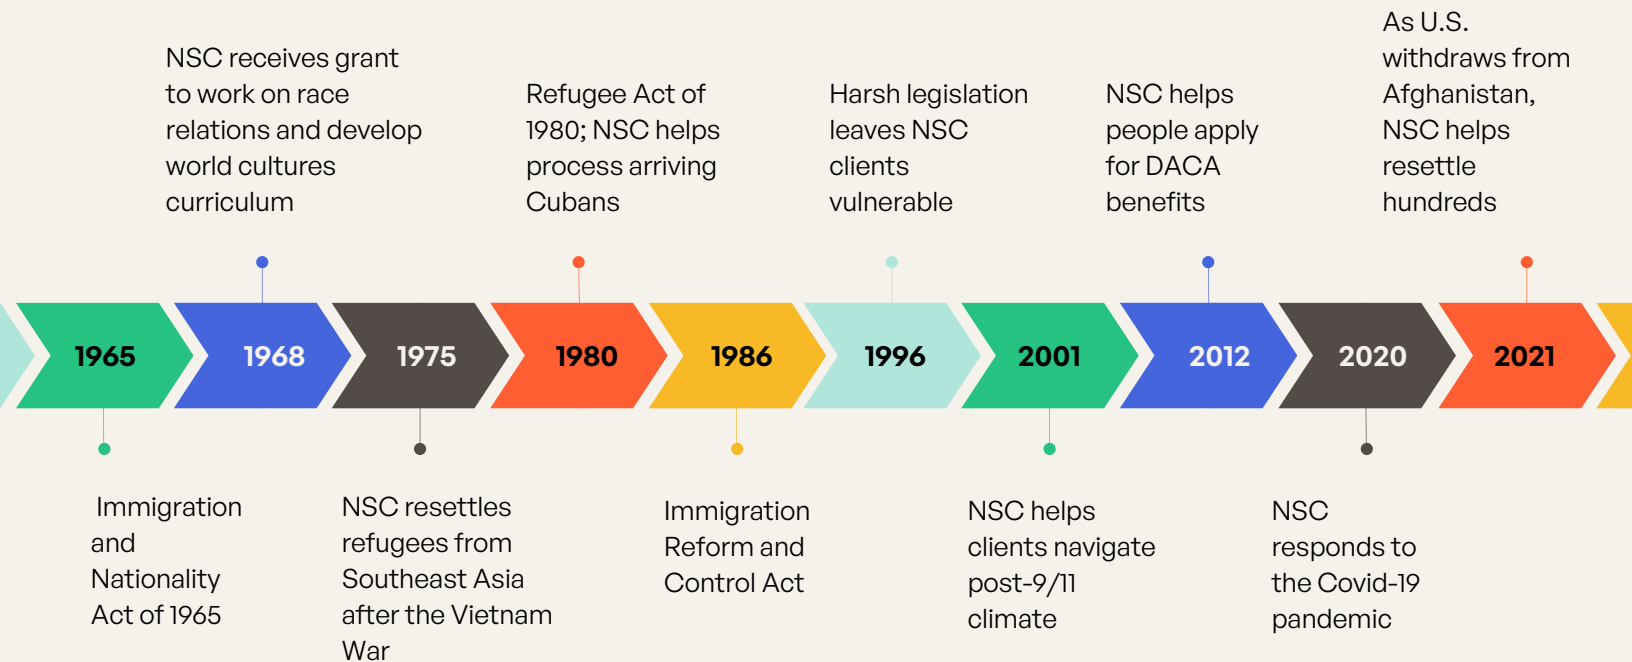 As U.S.
withdraws from
Afghanistan,
NSC helps
resettle
hundreds
NSC receives grant
to work on race
relations and develop
world cultures
curriculum
Refugee Act of
1980; NSC helps
process arriving
Cubans
Harsh legislation
leaves NSC
clients
vulnerable
NSC helps
people apply
for DACA
benefits
1965
1968
1975
1980
1986
1996
2001
2012
2020
2021
Immigration
and
Nationality
Act of 1965
NSC resettles
refugees from
Southeast Asia
after the Vietnam
War
Immigration
Reform and
Control Act
NSC helps
clients navigate
post-9/11
climate
NSC
responds to
the Covid-19
pandemic